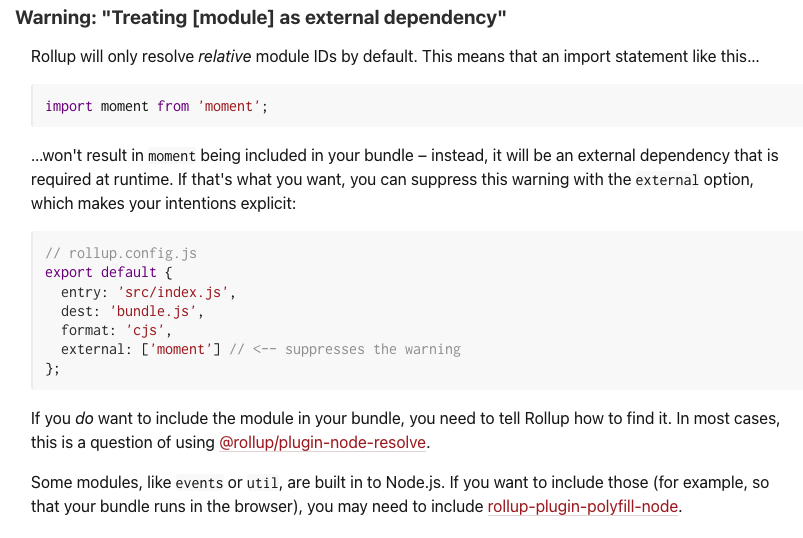 Warning: "Treating [module] as external dependency"
Rollup will only resolve relative module IDs by default. This means that an import statement like this…
import moment from 'moment';
…won't result in moment being included in your bundle – instead, it will be an external dependency that is
required at runtime. If that's what you want, you can suppress this warning with the external option,
which makes your intentions explicit:
// rollup.config.js
export default {
  entry: 'src/index.js',
  dest: 'bundle.js',
  format: 'cjs',
  external: ['moment'] // <-- suppresses the warning
};
If you do want to include the module in your bundle, you need to tell Rollup how to find it. In most cases,
this is a question of using @rollup/plugin-node-resolve.
Some modules, like events or util, are built in to Node.js. If you want to include those (for example, so
that your bundle runs in the browser), you may need to include rollup-plugin-polyfill-node.